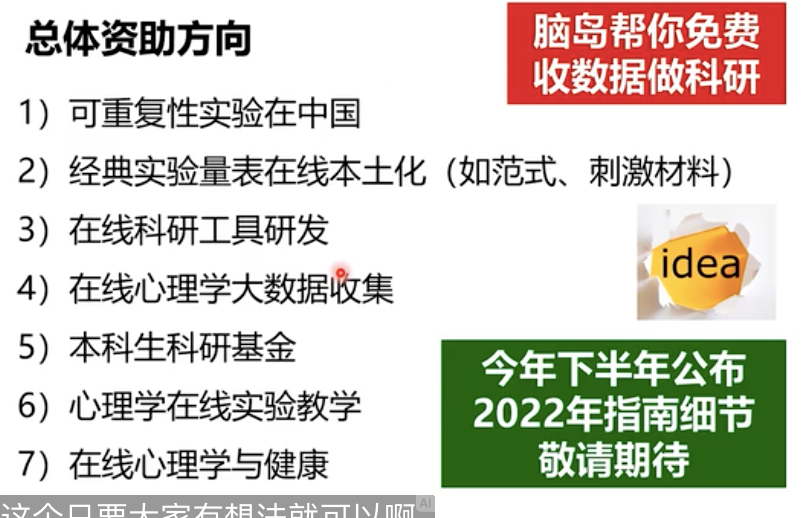 总体资助方向
脑岛帮你免费
收数据做科研
1）可重复性实验在中国
2）经典实验量表在线本土化（如范式、刺激材料）
3）在线科研工具研发
idea
4）在线心理学大数据收集
5）本科生科研基金
6）心理学在线实验教学
7）在线心理学与健康
今年下半年公布
2022年指南细节
敬请期待
这个只要大家有想法就可以啊
AI